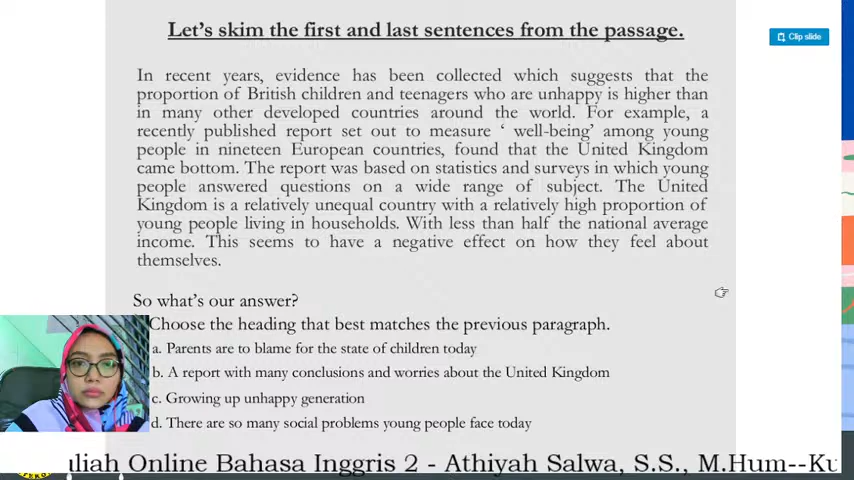 Let's skim the first and last sentences from the passage.
Clip slide
In recent years, evidence has been collected which suggests that the
proportion of British children and teenagers who are unhappy is higher than
in many other developed countries around the world. For example, a
recently published report set out to measure ‘ well-being’ among young
people in nineteen European countries, found that the United Kingdom
came bottom. The report was based on statistics and surveys in which young
people answered questions on a wide range of subject. The United
Kingdom is a relatively unequal country with a relatively high proportion of
young people living in households. With less than half the national average
income. This seems to have a negative effect on how they feel about
themselves.
So what's our answer?
Choose the heading that best matches the previous paragraph.
a. Parents are to blame for the state of children today
b. A report with many conclusions and worries about the United Kingdom
c. Growing up unhappy generation
d. There are so many social problems young people face today
uliah Online Bahasa Inggris 2 - Athiyah Salwa, S.S., M.Hum--Ku